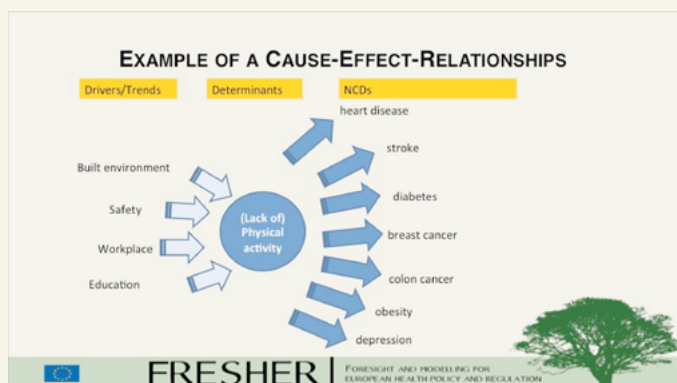 EXAMPLE OF A CAUSE-EFFECT-RELATIONSHIPS
Drivers/Trends
Determinants
NCDs
heart disease
stroke
Built environment
Safety
Workplace
Education
(Lack of)
Physical
activity
diabetes
breast cancer
colon cancer
obesity
depression
FRESHER
FORESIGHT AND MODELLING FOR
EUROPEAN HEALTH POLICY AND REGULATION